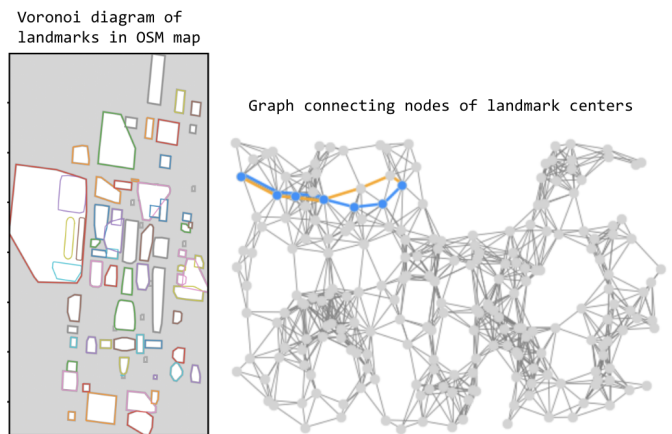 Voronoi diagram of
landmarks in OSM map
Graph connecting nodes of landmark centers